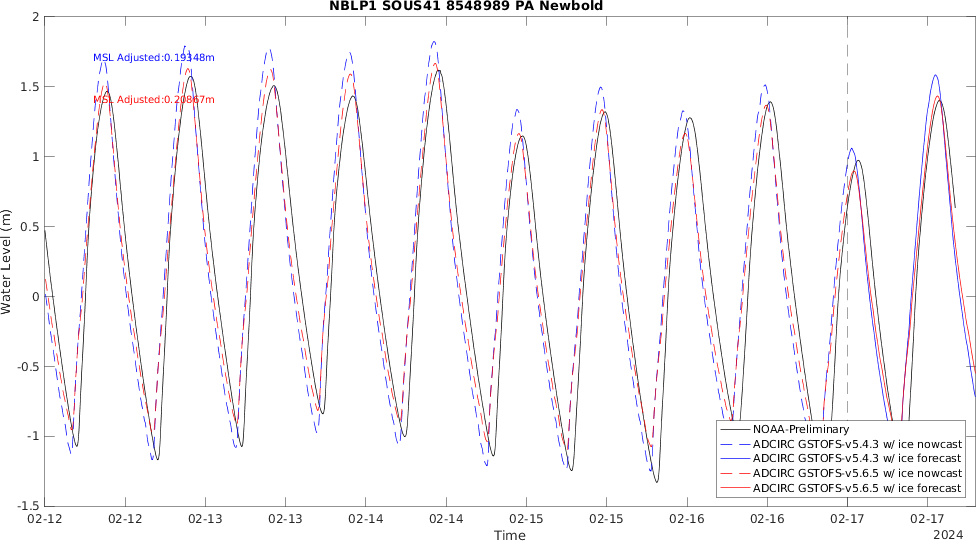 NBLP1 SOUS41 8548989 PA Newbold
2
1.5
1
0.5
0
-0.5
-1
-1.5
Water Level (m)
MSL Adjusted:0.19348m
MSL Adjusted:0.20867m
NOAA-Preliminary
ADCIRC GSTOFS-v5.4.3 w/ ice nowcast
ADCIRC GSTOFS-v5.4.3 w/ ice forecast
ADCIRC GSTOFS-v5.6.5 w/ ice nowcast
ADCIRC GSTOFS-v5.6.5 w/ ice forecast
02-12 02-12 02-13 02-13 02-14 02-14 02-15 02-15 02-16 02-16 02-17 02-17
Time
2024